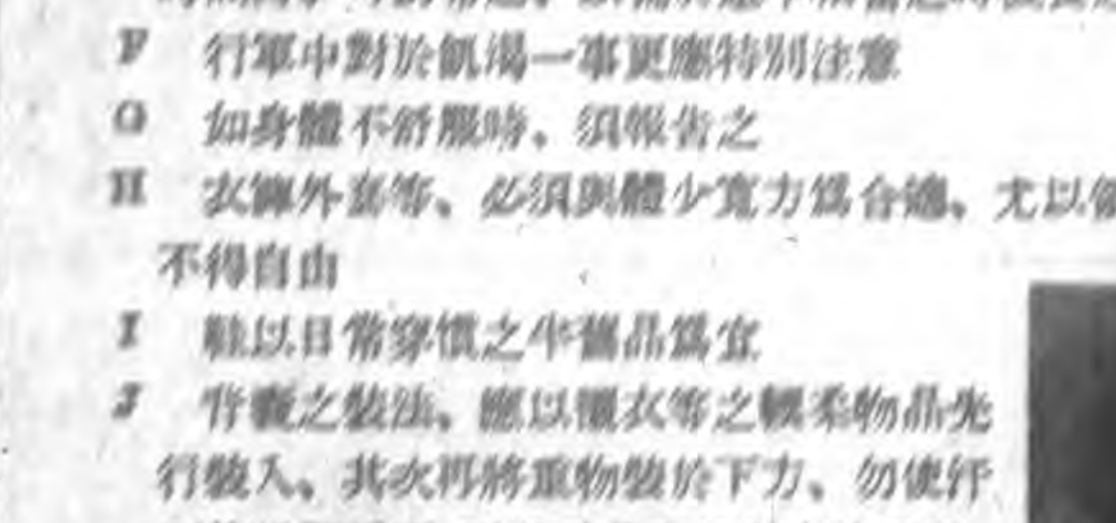 F 行軍中對於飢渴一事更應特別注意
G 如身體不舒服時、須報告之
H 衣褲外套等、必須與體少寬方爲合適、尤以
不得自由
I 鞋以日常穿慣之半舊品爲宜
J 背囊之裝法、應以襯衣等之輭柔物品先
行裝入、其次再將重物裝於下方、勿使